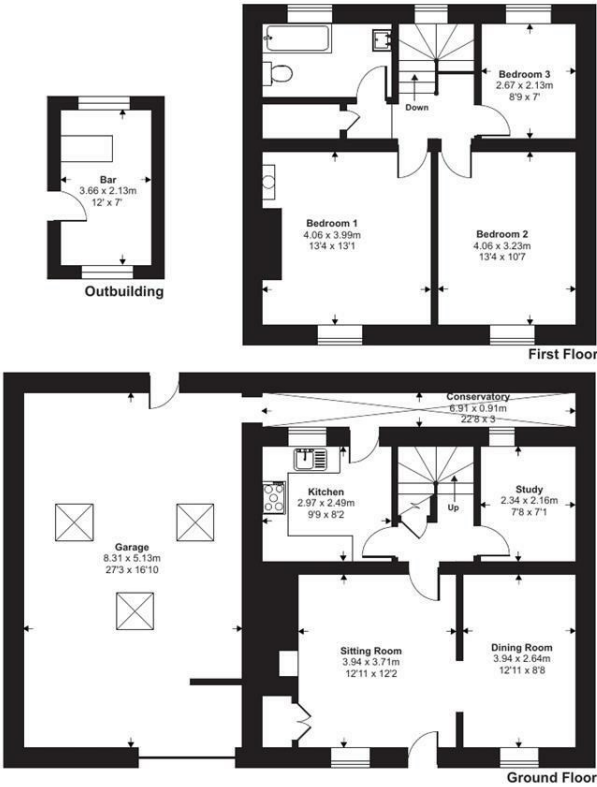 Bedroom 3
2.67 x 2.13m
8'9 x 7'
Down
Bar
3.66 x 2.13m
12' x 7'
Outbuilding
Bedroom 1
4.06 x 3.99m
13'4 x 13'1
Bedroom 2
4.06 x 3.23m
13'4 x 10'7
First Floor
Conservatory
6.91 x 0.91m
22'8 x 3
Kitchen
2.97 x 2.49m
9'9 x 8'2
Up
Study
2.34 x 2.16m
7'8 x 7'1
Garage
8.31 x 5.13m
27'3 x 16'10
Sitting Room
3.94 x 3.71m
12'11 x 12'2
Dining Room
3.94 x 2.64m
12'11 x 8'8
Ground Floor